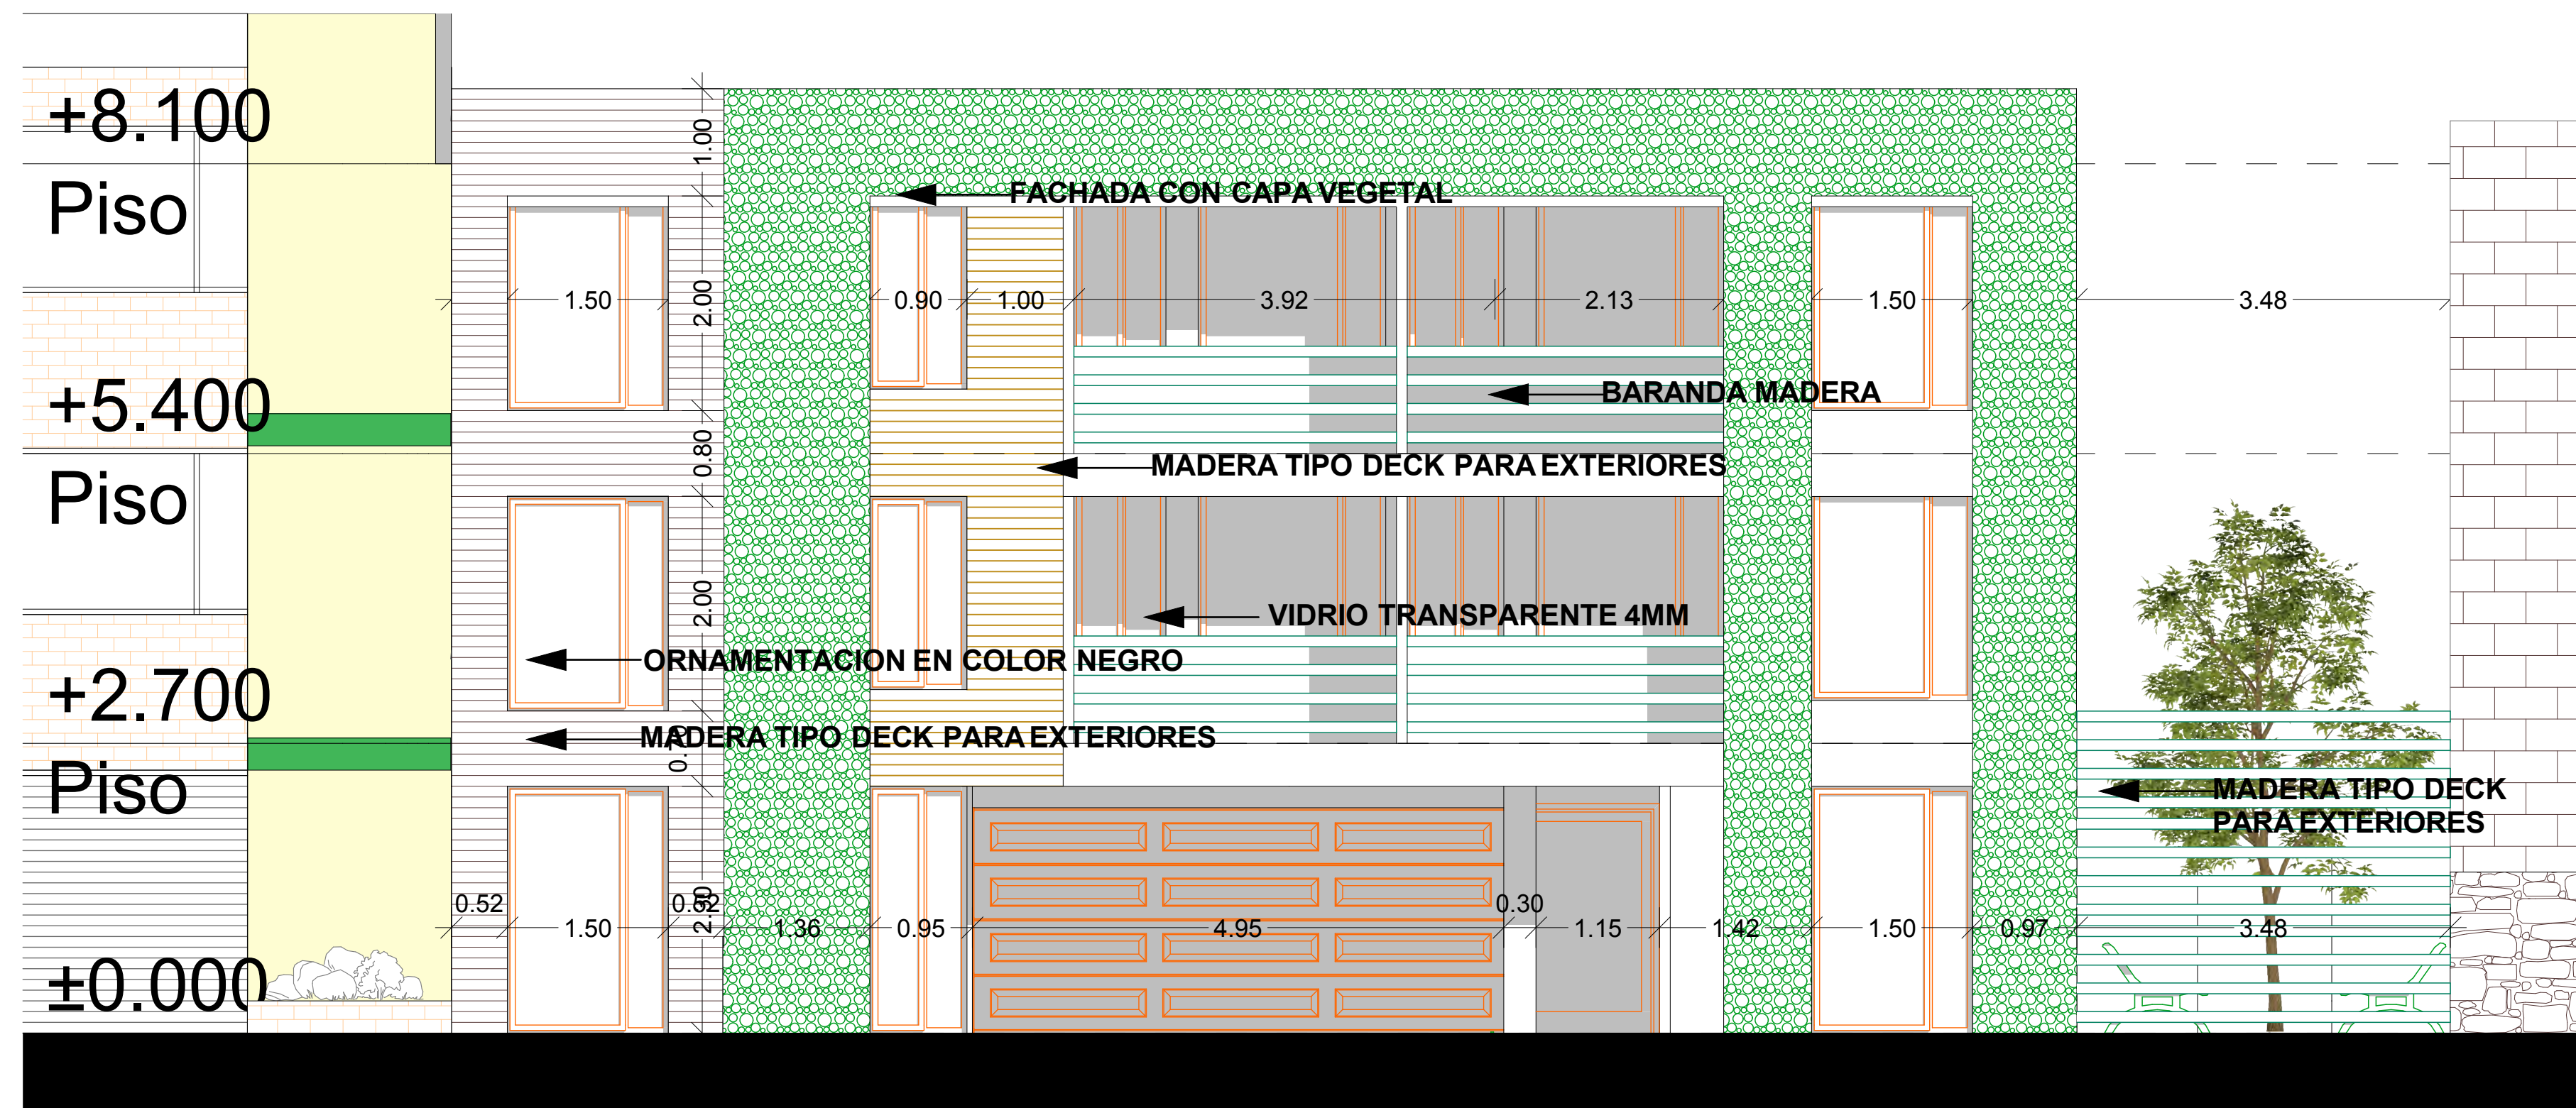 +8.100
1.00
Piso
FACHADA CON CAPA VEGETAL
1.50
2.00
0.90
1.00
3.92
2.13
1.50
3.48
+5.400
BARANDA MADERA
0.80
MADERA TIPO DECK PARA EXTERIORES
Piso
2.00
VIDRIO TRANSPARENTE 4MM
ORNAMENTACION EN COLOR NEGRO
+2.700
MADERA TIPO DECK PARA EXTERIORES
Piso
MADERA TIPO DECK
PARA EXTERIORES
0.52
0.52
0.30
1.50
1.36
0.95
4.95
1.15
1.42
1.50
0.97
3.48
±0.000